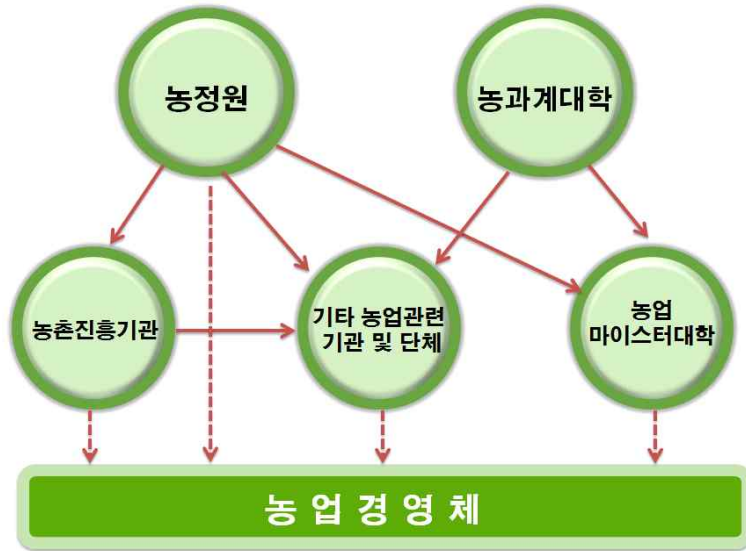 농정원
농과계대학
농촌진흥기관
기타 농업관련
기관 및 단체
농업
마이스터대학
농 업 경 영 체